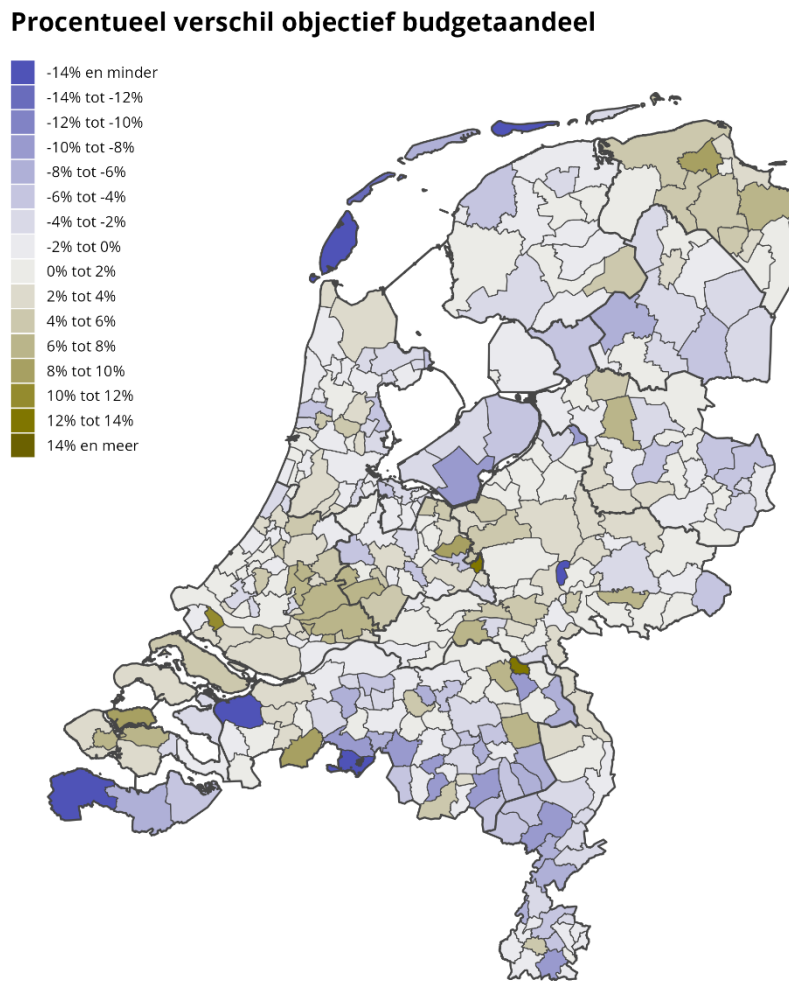 Procentueel verschil objectief budgetaandeel
-14% en minder
-14% tot -12%
-12% tot -10%
-10% tot -8%
-8% tot -6%
-6% tot -4%
-4% tot -2%
-2% tot 0%
0% tot 2%
2% tot 4%
4% tot 6%
6% tot 8%
8% tot 10%
10% tot 12%
12% tot 14%
14% en meer